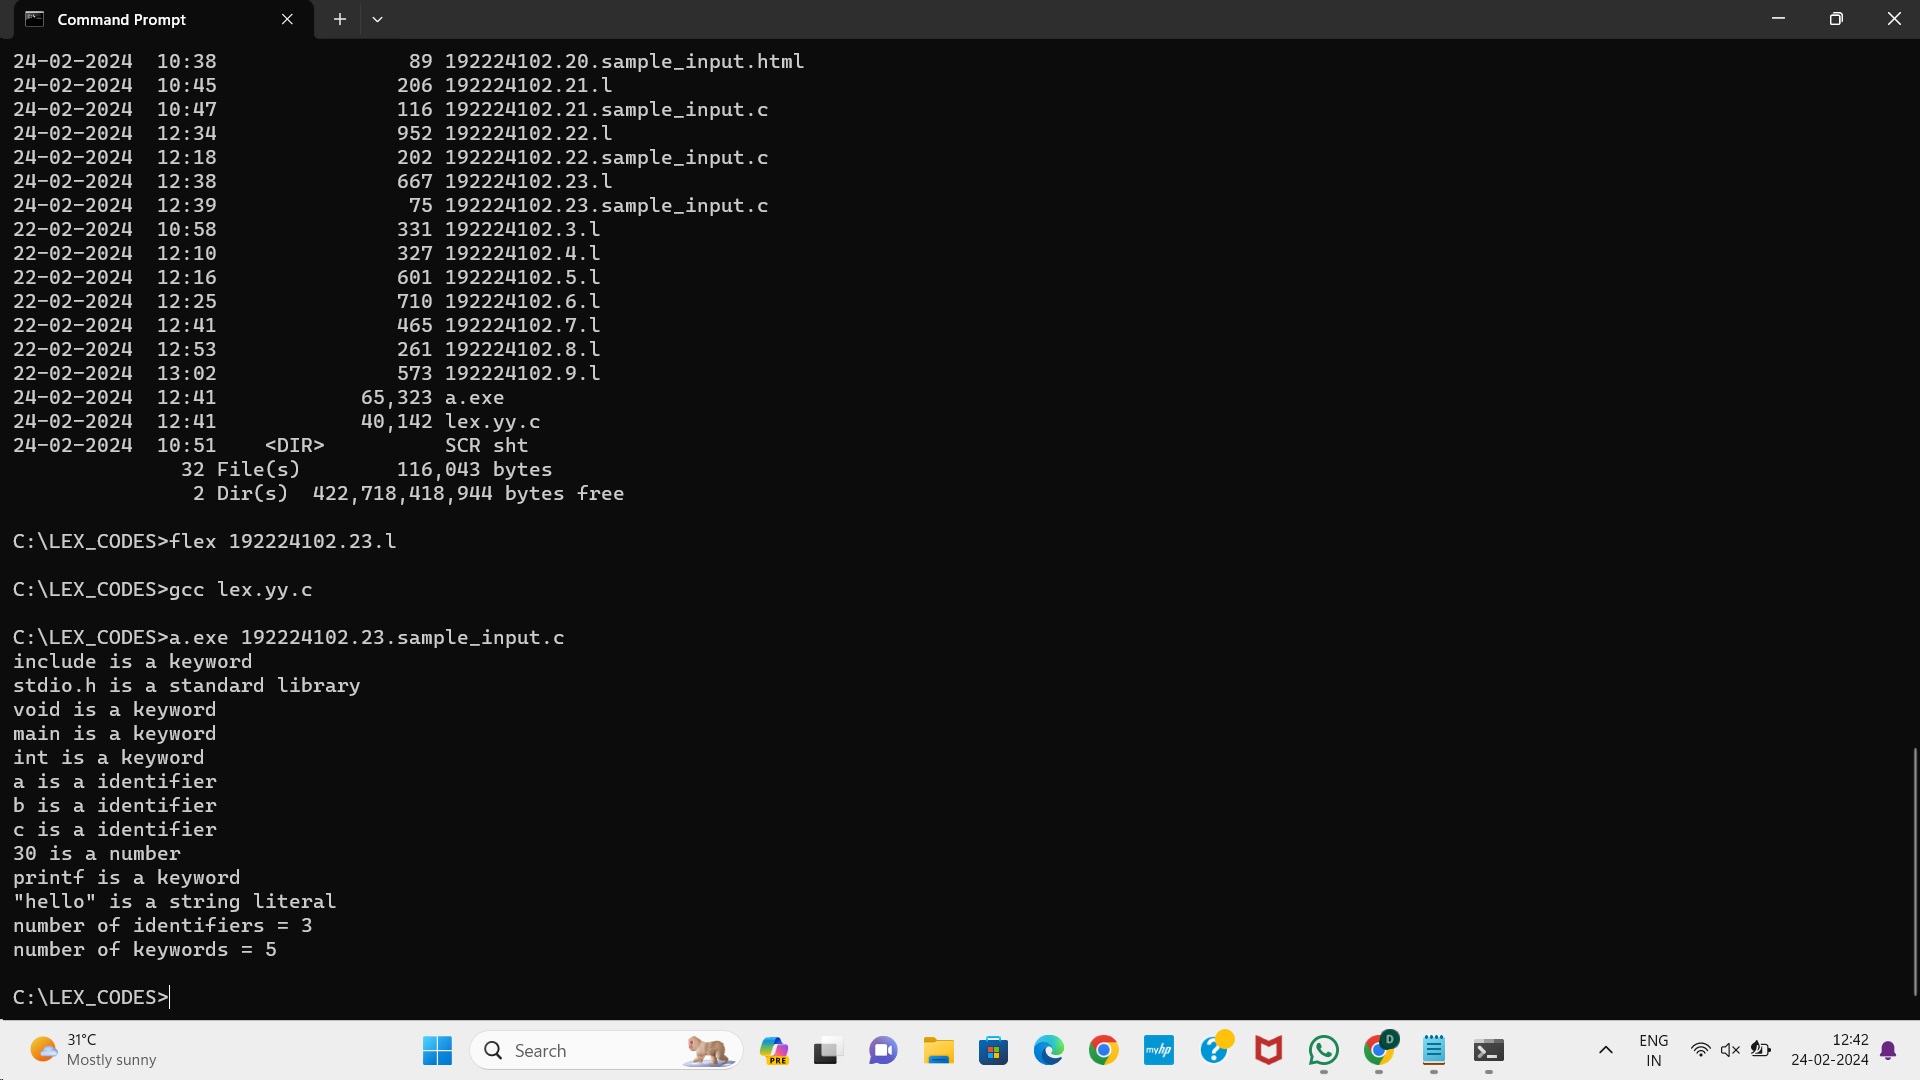 Command Prompt
24-02-2024  10:38                89 192224102.20.sample_input.html
24-02-2024  10:45               206 192224102.21.l
24-02-2024  10:47               116 192224102.21.sample_input.c
24-02-2024  12:34               952 192224102.22.l
24-02-2024  12:18               202 192224102.22.sample_input.c
24-02-2024  12:38               667 192224102.23.l
24-02-2024  12:39                75 192224102.23.sample_input.c
22-02-2024  10:58               331 192224102.3.l
22-02-2024  12:10               327 192224102.4.l
22-02-2024  12:16               601 192224102.5.l
22-02-2024  12:25               710 192224102.6.l
22-02-2024  12:41               465 192224102.7.l
22-02-2024  12:53               261 192224102.8.l
22-02-2024  13:02               573 192224102.9.l
24-02-2024  12:41            65,323 a.exe
24-02-2024  12:41            40,142 lex.yy.c
24-02-2024  10:51    <DIR>          SCR sht
              32 File(s)        116,043 bytes
               2 Dir(s)  422,718,418,944 bytes free
C:\LEX_CODES>flex 192224102.23.l
C:\LEX_CODES>gcc lex.yy.c
C:\LEX_CODES>a.exe 192224102.23.sample_input.c
include is a keyword
stdio.h is a standard library
void is a keyword
main is a keyword
int is a keyword
a is a identifier
b is a identifier
c is a identifier
30 is a number
printf is a keyword
"hello" is a string literal
number of identifiers = 3
number of keywords = 5
C:\LEX_CODES>
31°C
Mostly sunny
Search
PRE
myhp
D
ENG
IN
12:42
24-02-2024